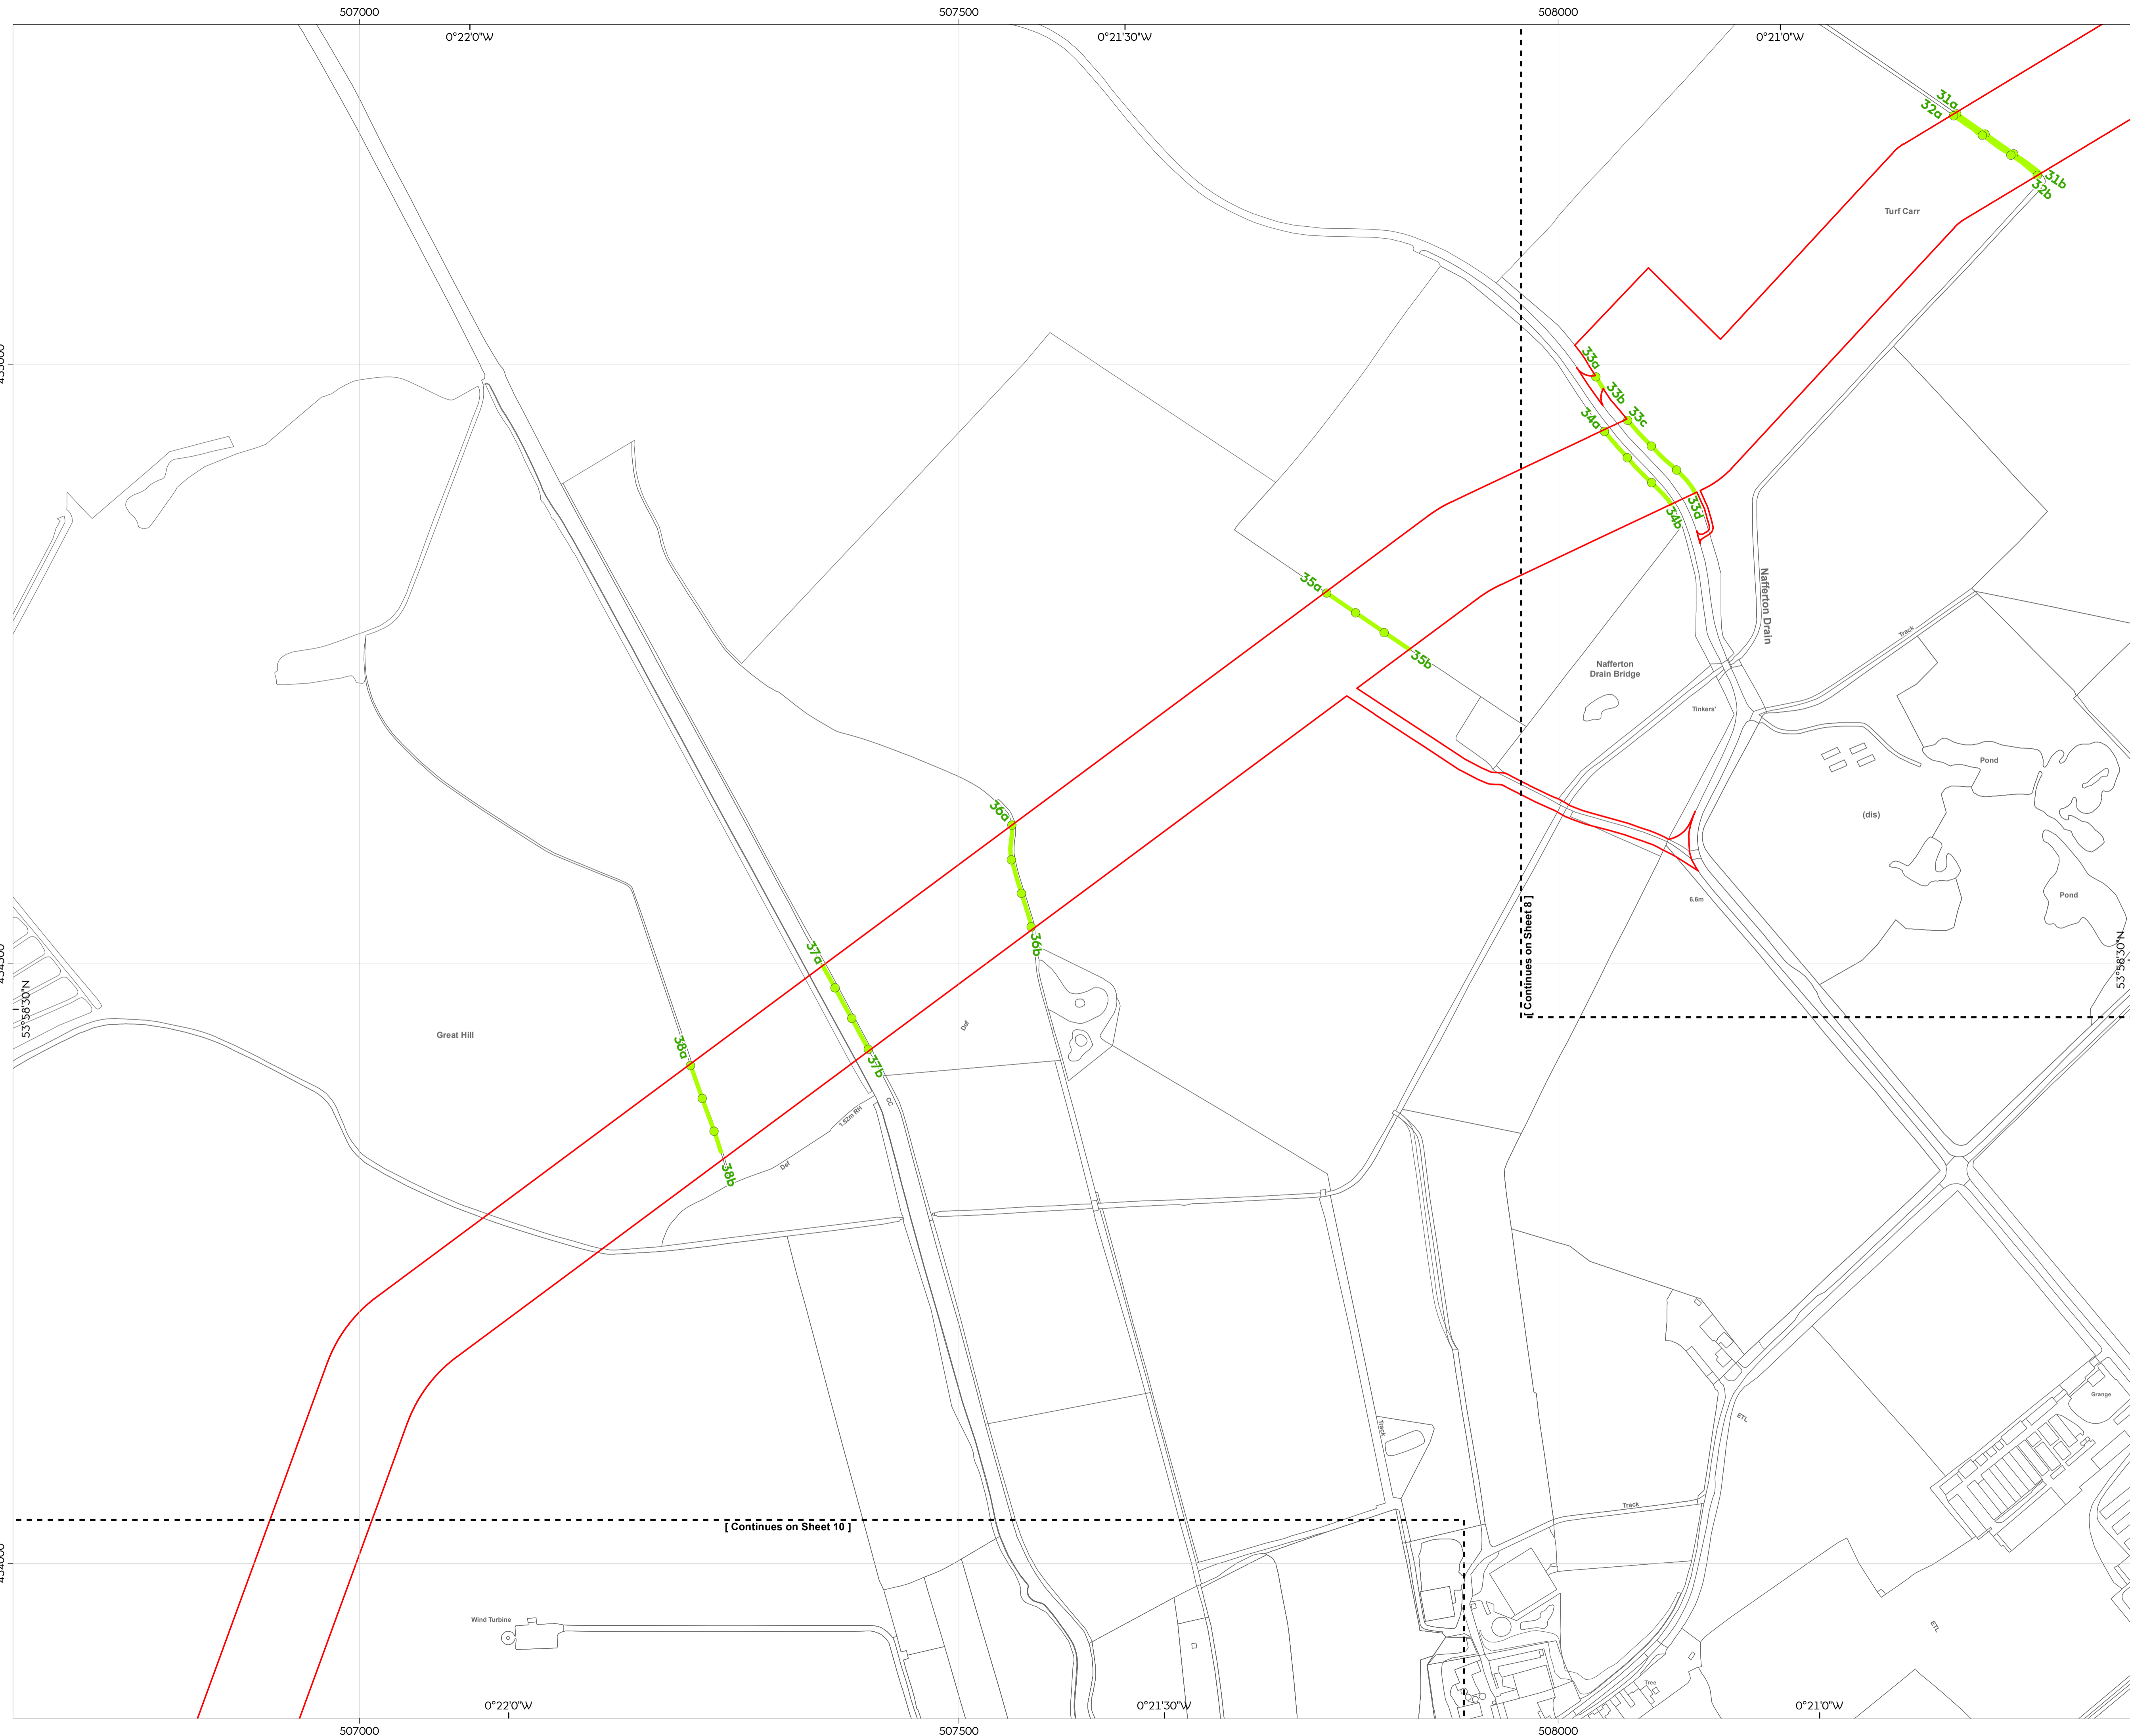 507000
507500
508000
0°22'0"W
0°21'30"W
0°21'0"W
31a
32a
31b
32b
Turf Carr
33a
33b
33c
34a
33d
34b
35a
35b
Nafferton Drain
Track
Nafferton
Drain Bridge
Tinkers'
Pond
(dis)
36a
6.6m
Pond
[ Continues on Sheet 8 ]
36b
37a
53°58'30"N
53°58'30"N
Great Hill
Def
38a
37b
CC
1.52m RH
Def
38b
Grange
ETL
Track
Track
[ Continues on Sheet 10 ]
Wind Turbine
ETL
Tree
0°22'0"W
0°21'30"W
0°21'0"W
507000
507500
508000